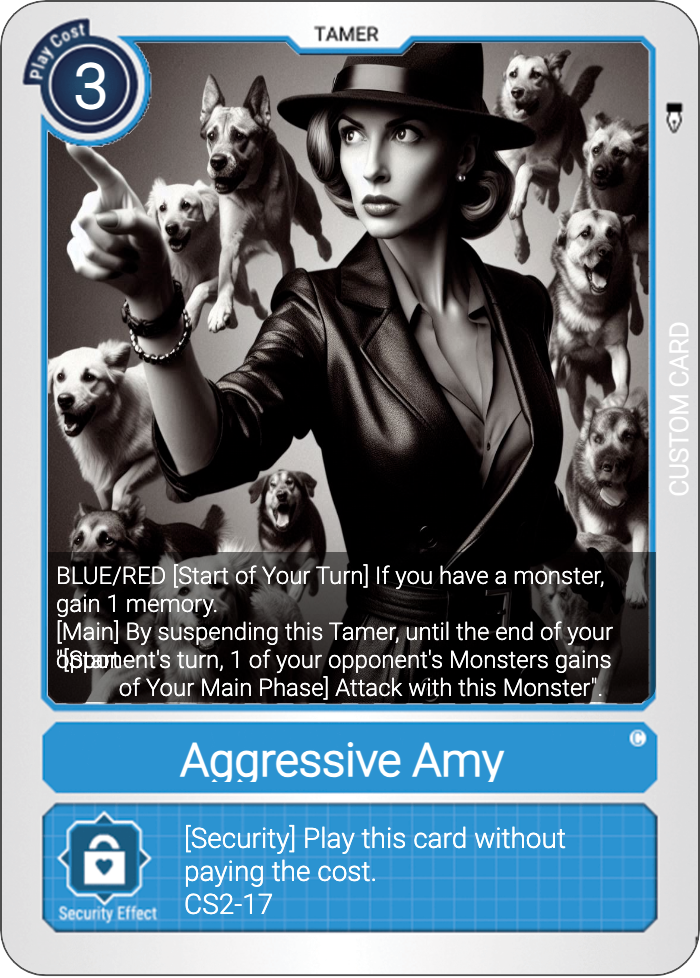 TAMER
Play Cost
3
BLUE/RED [Start of Your Turn] If you have a monster,
gain 1 memory.
[Main] By suspending this Tamer, until the end of your
opponent's turn, 1 of your opponent's Monsters gains
"[Start
of Your Main Phase] Attack with this Monster".
CUSTOM CARD
Aggressive Amy
C
[Security] Play this card without
paying the cost.
CS2-17
Security Effect